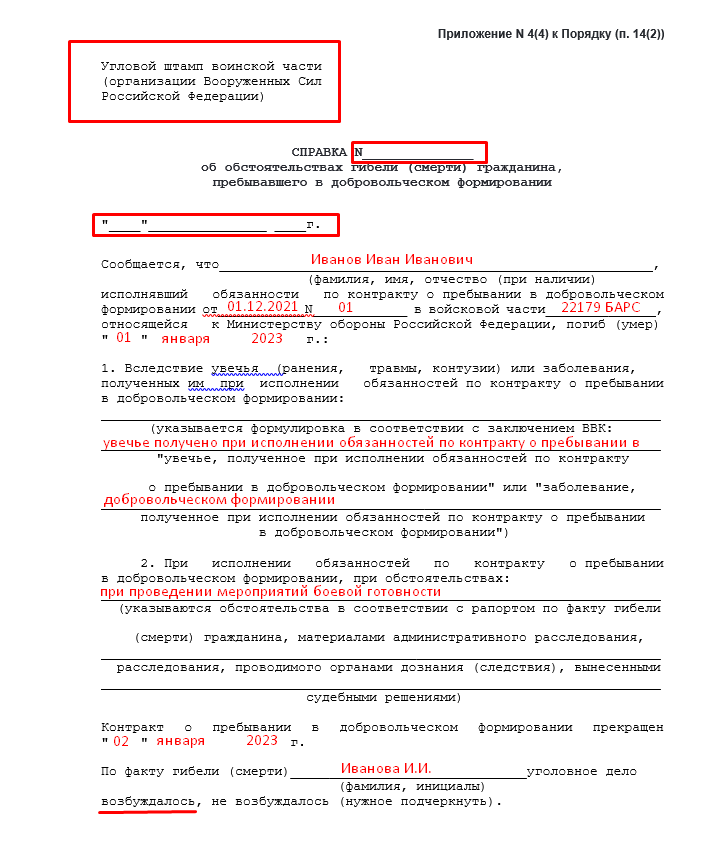 Приложение N 4(4) к Порядку (п. 14(2))
Угловой штамп воинской части
(организации Вооруженных Сил
Российской Федерации)
СПРАВКА N______________
об обстоятельствах гибели (смерти) гражданина,
пребывавшего в добровольческом формировании
"____"_______________ ____г.
Сообщается, что Иванов Иван Иванович,
(фамилия, имя, отчество (при наличии)
исполнявший обязанности по контракту о пребывании в добровольческом
формировании от 01.12.2021 N 01 в войсковой части 22179 БАРС,
относящейся к Министерству обороны Российской Федерации, погиб (умер)
" 01 " января 2023 г.:
1. Вследствие увечья (ранения, травмы, контузии) или заболевания,
полученных им при исполнении обязанностей по контракту о пребывании
в добровольческом формировании:
(указывается формулировка в соответствии с заключением ВВК:
увечье получено при исполнении обязанностей по контракту о пребывании в
"увечье, полученное при исполнении обязанностей по контракту
о пребывании в добровольческом формировании" или "заболевание,
добровольческом формировании
полученное при исполнении обязанностей по контракту о пребывании
в добровольческом формировании")
2. При исполнении обязанностей по контракту о пребывании
в добровольческом формировании, при обстоятельствах:
при проведении мероприятий боевой готовности
(указываются обстоятельства в соответствии с рапортом по факту гибели
(смерти) гражданина, материалами административного расследования,
расследования, проводимого органами дознания (следствия), вынесенными
судебными решениями)
Контракт о пребывании в добровольческом формировании прекращен
" 02 " января 2023 г.
По факту гибели (смерти) Иванова И.И. уголовное дело
(фамилия, инициалы)
возбуждалось, не возбуждалось (нужное подчеркнуть).